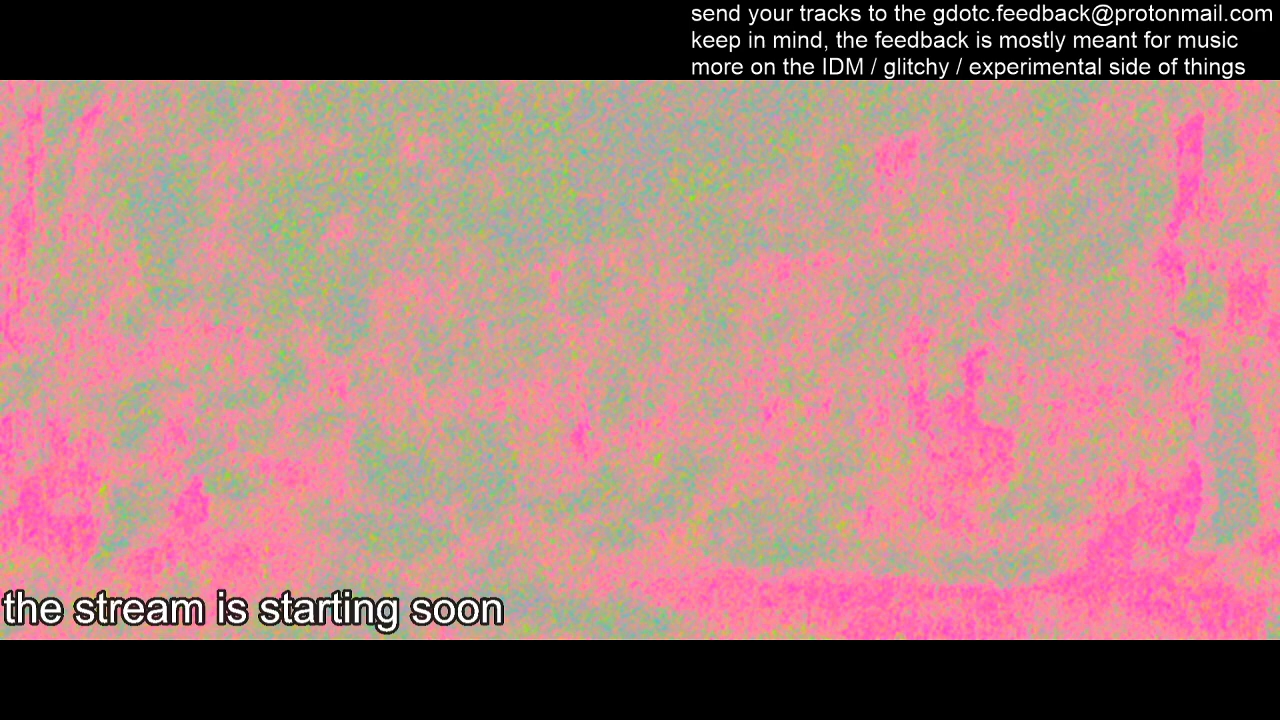 send your tracks to the gdotc.feedback@protonmail.com
keep in mind, the feedback is mostly meant for music
more on the IDM / glitchy / experimental side of things
the stream is starting soon